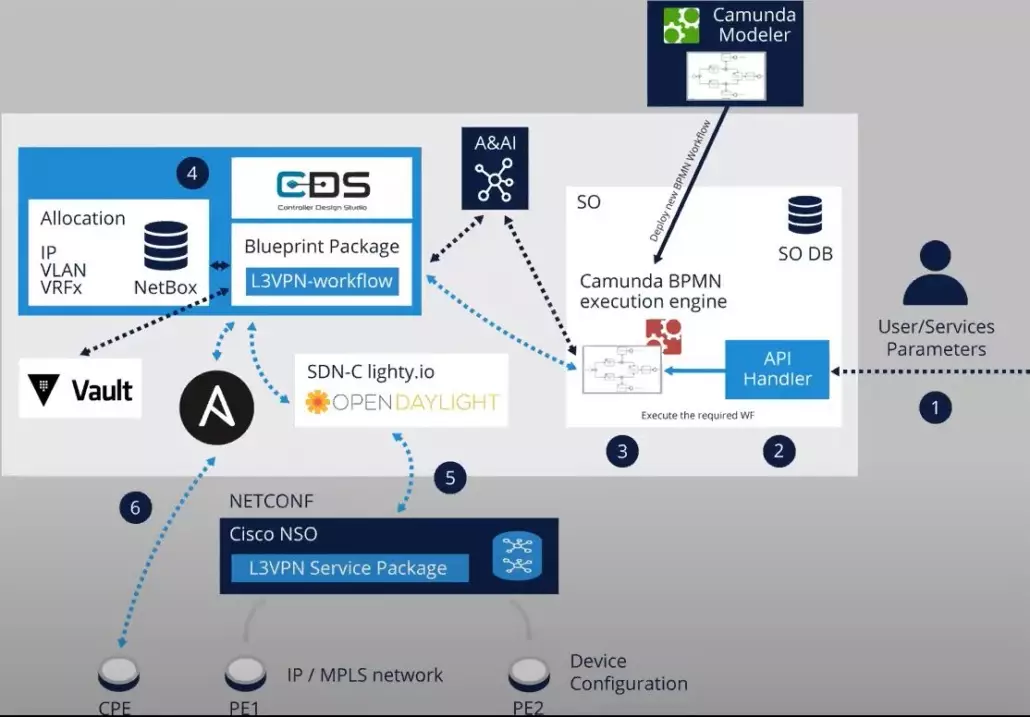 Camunda
Modeler
Deploy new BPMN Workflow
A&AI
4
CDS
Controller Design Studio
Allocation
IP
VLAN
VRFx
NetBox
Blueprint Package
L3VPN-workflow
SO
SO DB
Camunda BPMN
execution engine
API
Handler
Execute the required WF
User/Services
Parameters
1
2
3
Vault
A
SDN-C lighty.io
OPENDAYLIGHT
5
6
NETCONF
Cisco NSO
L3VPN Service Package
IP / MPLS network
Device
Configuration
CPE
PE1
PE2